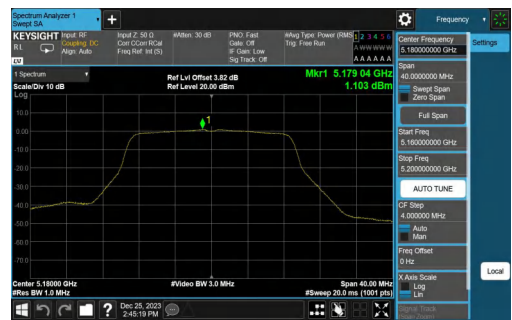 Spectrum Analyzer 1
Swept SA
Frequency
KEYSIGHT
RL
Input: RF
Coupling: DC
Align: Auto
Input Z: 50 Ω
Corr CCorr RCal
Freq Ref: Int (S)
#Atten: 30 dB
PNO: Fast
Gate: Off
IF Gain: Low
Sig Track: Off
#Avg Type: Power (RMS)
Trig: Free Run
1 2 3 4 5 6
A W W W W W
A A A A A A
LXI
1 Spectrum
Scale/Div 10 dB
Log
Ref Lvl Offset 3.82 dB
Ref Level 20.00 dBm
Mkr1 5.179 04 GHz
1.103 dBm
1
10.0
0.00
-10.0
-20.0
-30.0
-40.0
-50.0
-60.0
-70.0
Center 5.18000 GHz
#Res BW 1.0 MHz
#Video BW 3.0 MHz
Span 40.00 MHz
#Sweep 20.0 ms (1001 pts)
Center Frequency
5.180000000 GHz
Span
40.0000000 MHz
Swept Span
Zero Span
Full Span
Start Freq
5.160000000 GHz
Stop Freq
5.200000000 GHz
AUTO TUNE
CF Step
4.000000 MHz
Auto
Man
Freq Offset
0 Hz
X Axis Scale
Log
Lin
Signal Track
Settings
Local
?
Dec 25, 2023
2:45:19 PM